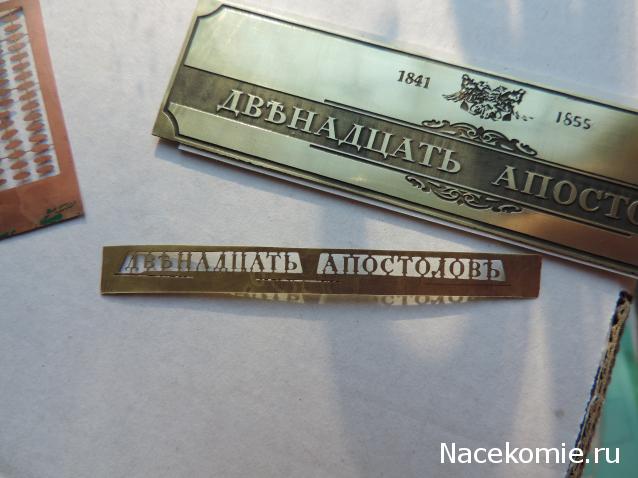 1841
1855
ДВѢНАДЦАТЬ АПОСТО
ДВѢНАДЦАТЬ АПОСТОЛОВЪ
Nacekomie.ru